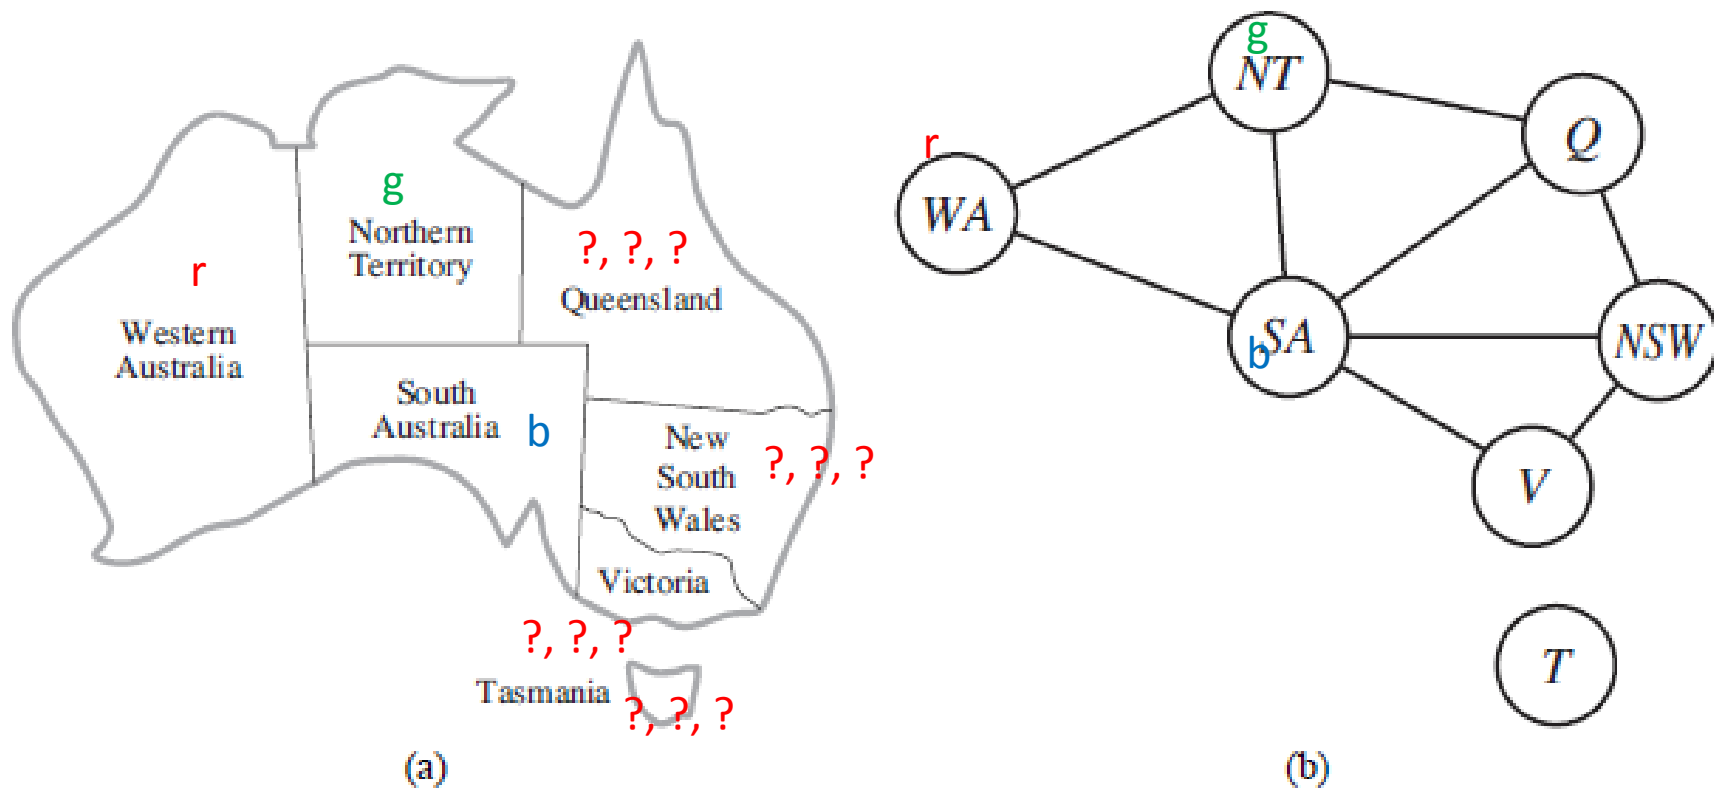 g
Northern
Territory
r
Western
Australia
?, ?, ?
Queensland
South
Australia
b
New
South
Wales
?, ?, ?
Victoria
?, ?, ?
Tasmania
?, ?, ?
(a)
g
NT
Q
r
WA
SA
b
NSW
V
T
(b)